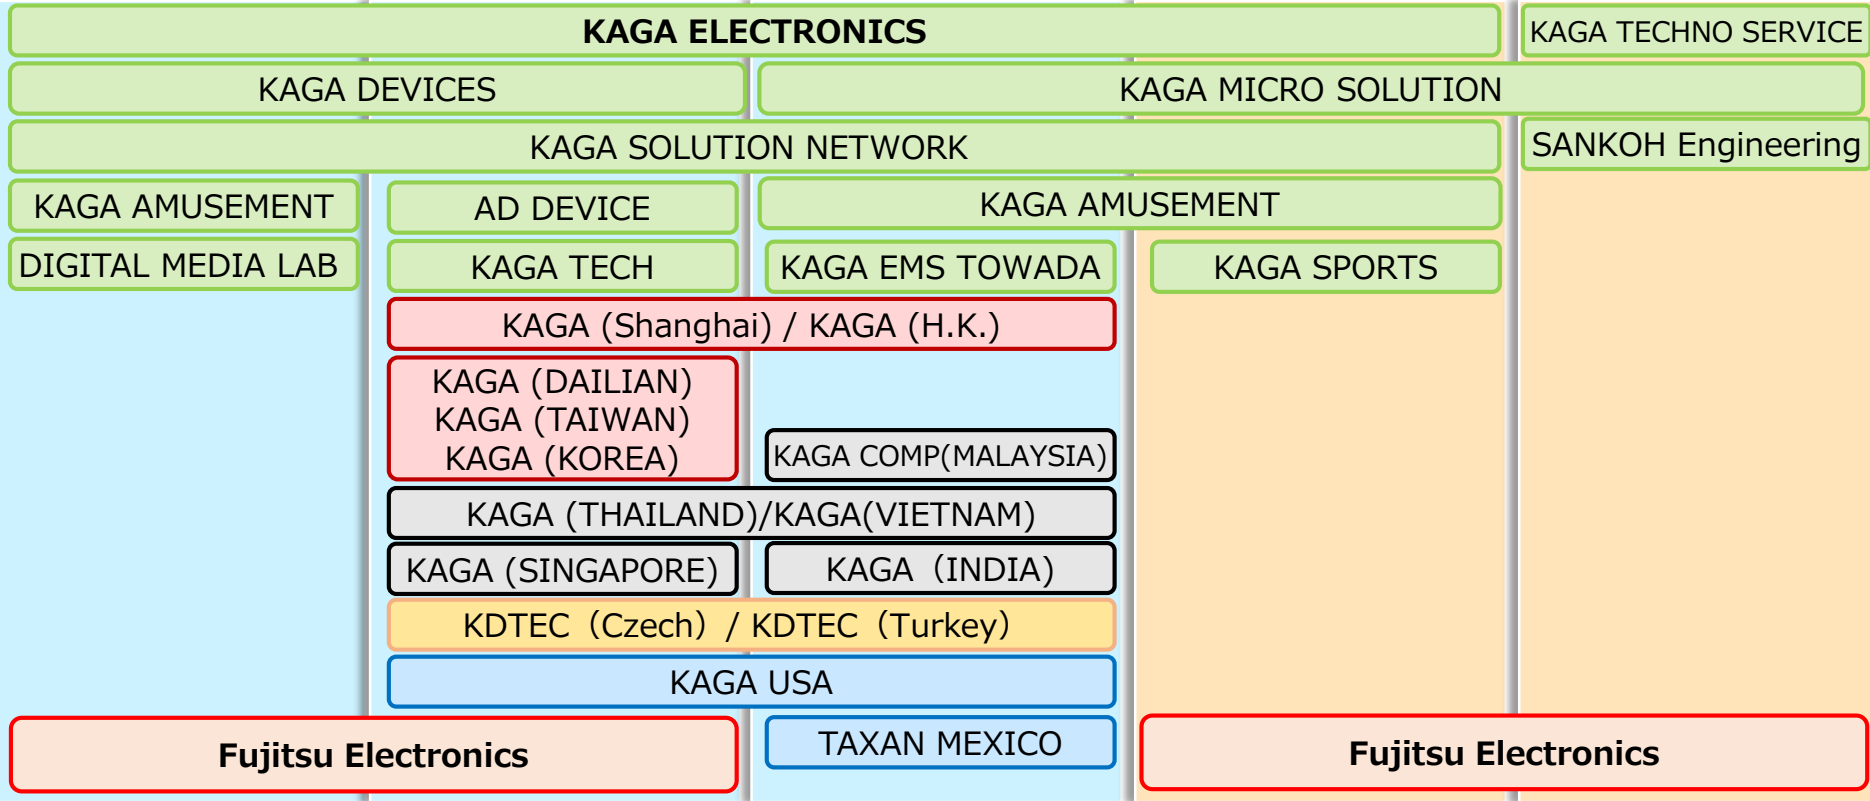 KAGA ELECTRONICS
KAGA TECHNO SERVICE
KAGA DEVICES
KAGA MICRO SOLUTION
KAGA SOLUTION NETWORK
SANKOH Engineering
KAGA AMUSEMENT
AD DEVICE
KAGA AMUSEMENT
DIGITAL MEDIA LAB
KAGA TECH
KAGA EMS TOWADA
KAGA SPORTS
KAGA (Shanghai) / KAGA (H.K.)
KAGA (DAILIAN)
KAGA (TAIWAN)
KAGA (KOREA)
KAGA COMP(MALAYSIA)
KAGA (THAILAND)/KAGA(VIETNAM)
KAGA (SINGAPORE)
KAGA（INDIA）
KDTEC（Czech）/ KDTEC（Turkey）
KAGA USA
Fujitsu Electronics
TAXAN MEXICO
Fujitsu Electronics